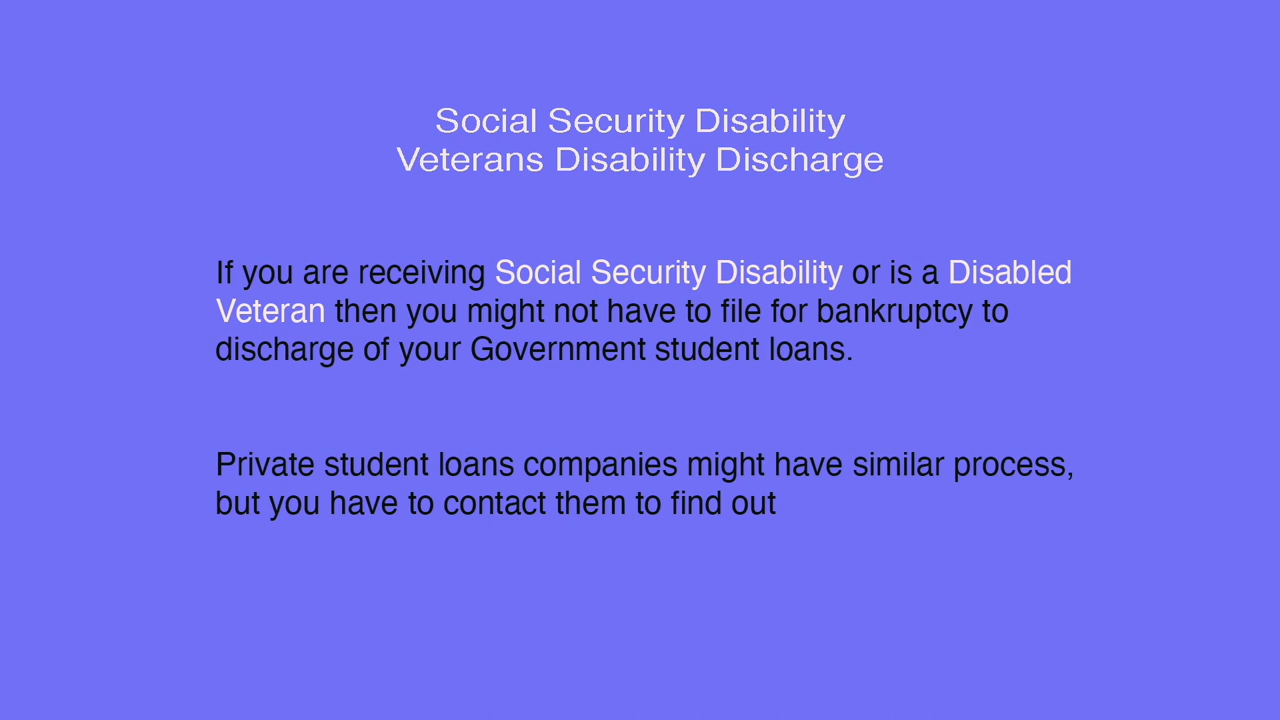 Social Security Disability
Veterans Disability Discharge
If you are receiving Social Security Disability or is a Disabled
Veteran then you might not have to file for bankruptcy to
discharge of your Government student loans.
Private student loans companies might have similar process,
but you have to contact them to find out